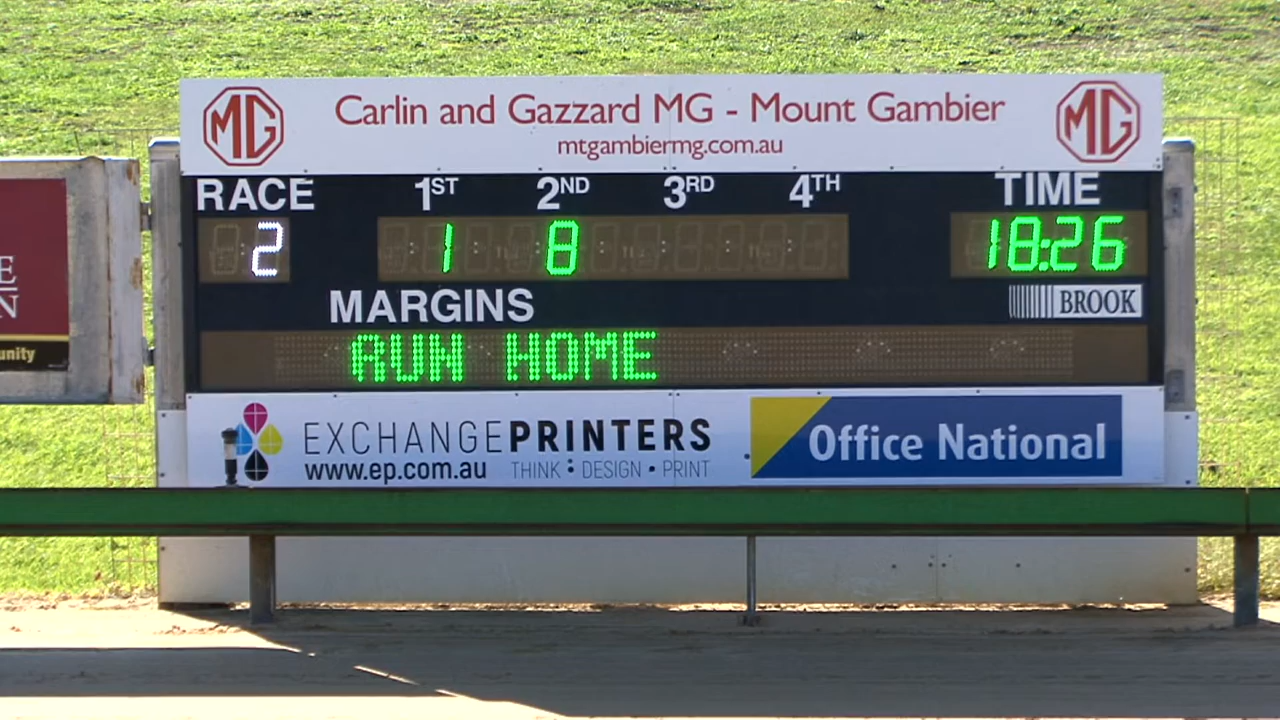 MG Carlin and Gazzard MG - Mount Gambier MG
mtgambiermg.com.au
RACE 1ST 2ND 3RD 4TH TIME
2 1 8 18:26
MARGINS BROOK
RUN HOME
E
N
unity
EXCHANGEPRINTERS
www.ep.com.au THINK : DESIGN • PRINT
Office National